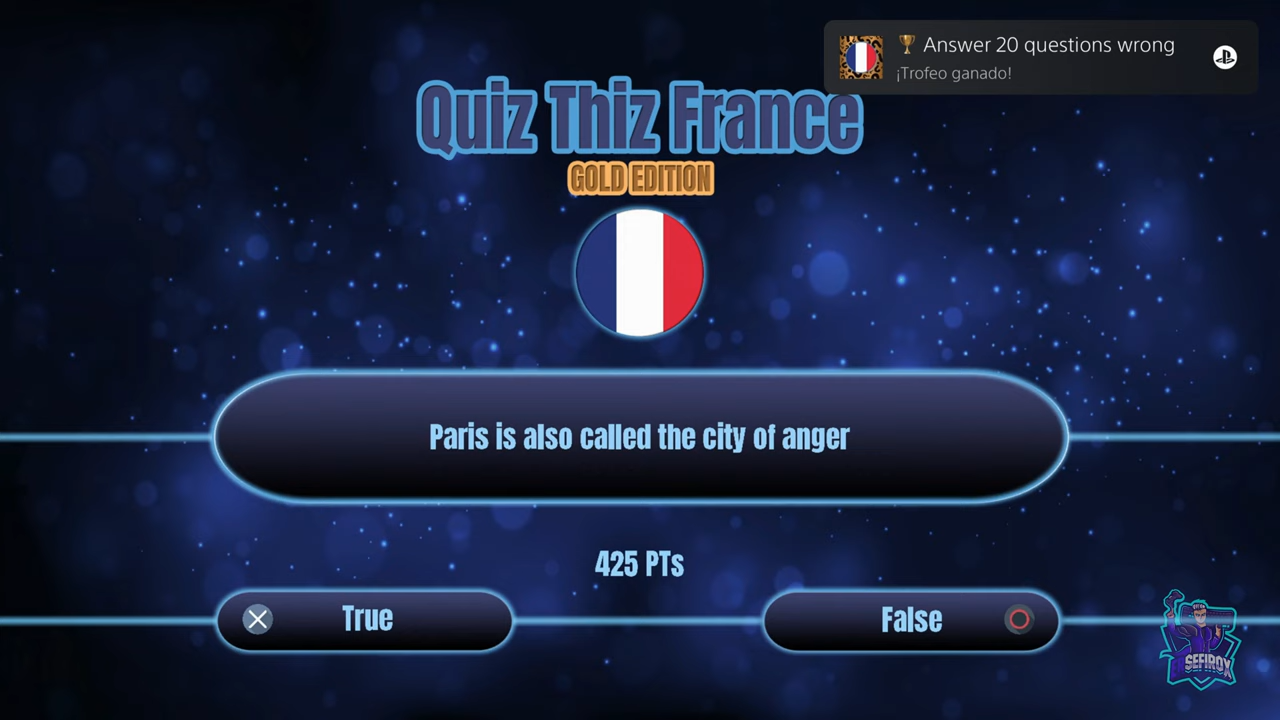 Answer 20 questions wrong
¡Trofeo ganado!
Quiz Thiz France
GOLD EDITION
Paris is also called the city of anger
425 PTs
True
False
SEFIROX